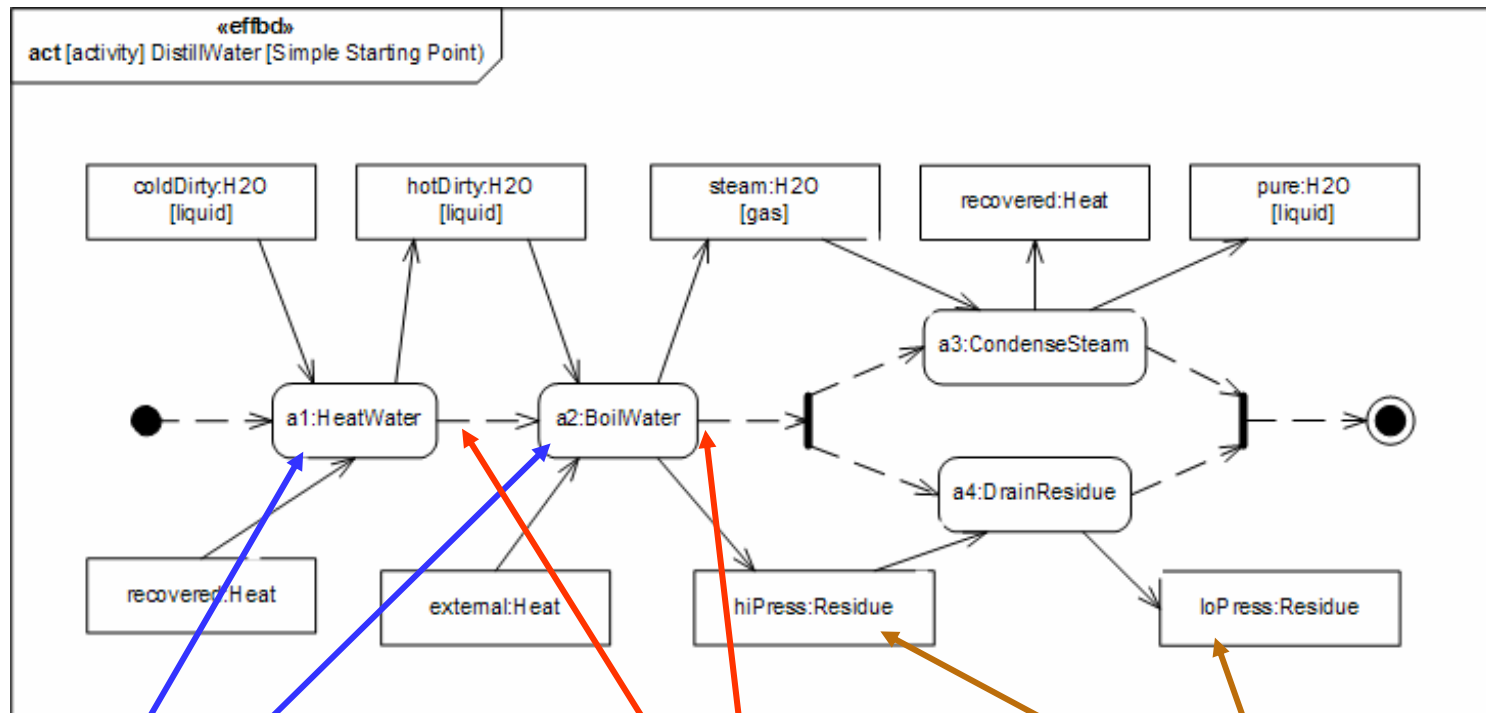 «effbd»
act [activity] DistillWater [Simple Starting Point)
coldDirty:H2O
[liquid]
hotDirty:H2O
[liquid]
steam:H2O
[gas]
recovered:Heat
pure:H2O
[liquid]
a3:CondenseSteam
a1:HeatWater
a2:BoilWater
a4:DrainResidue
recovered:Heat
external:Heat
hiPress:Residue
loPress:Residue